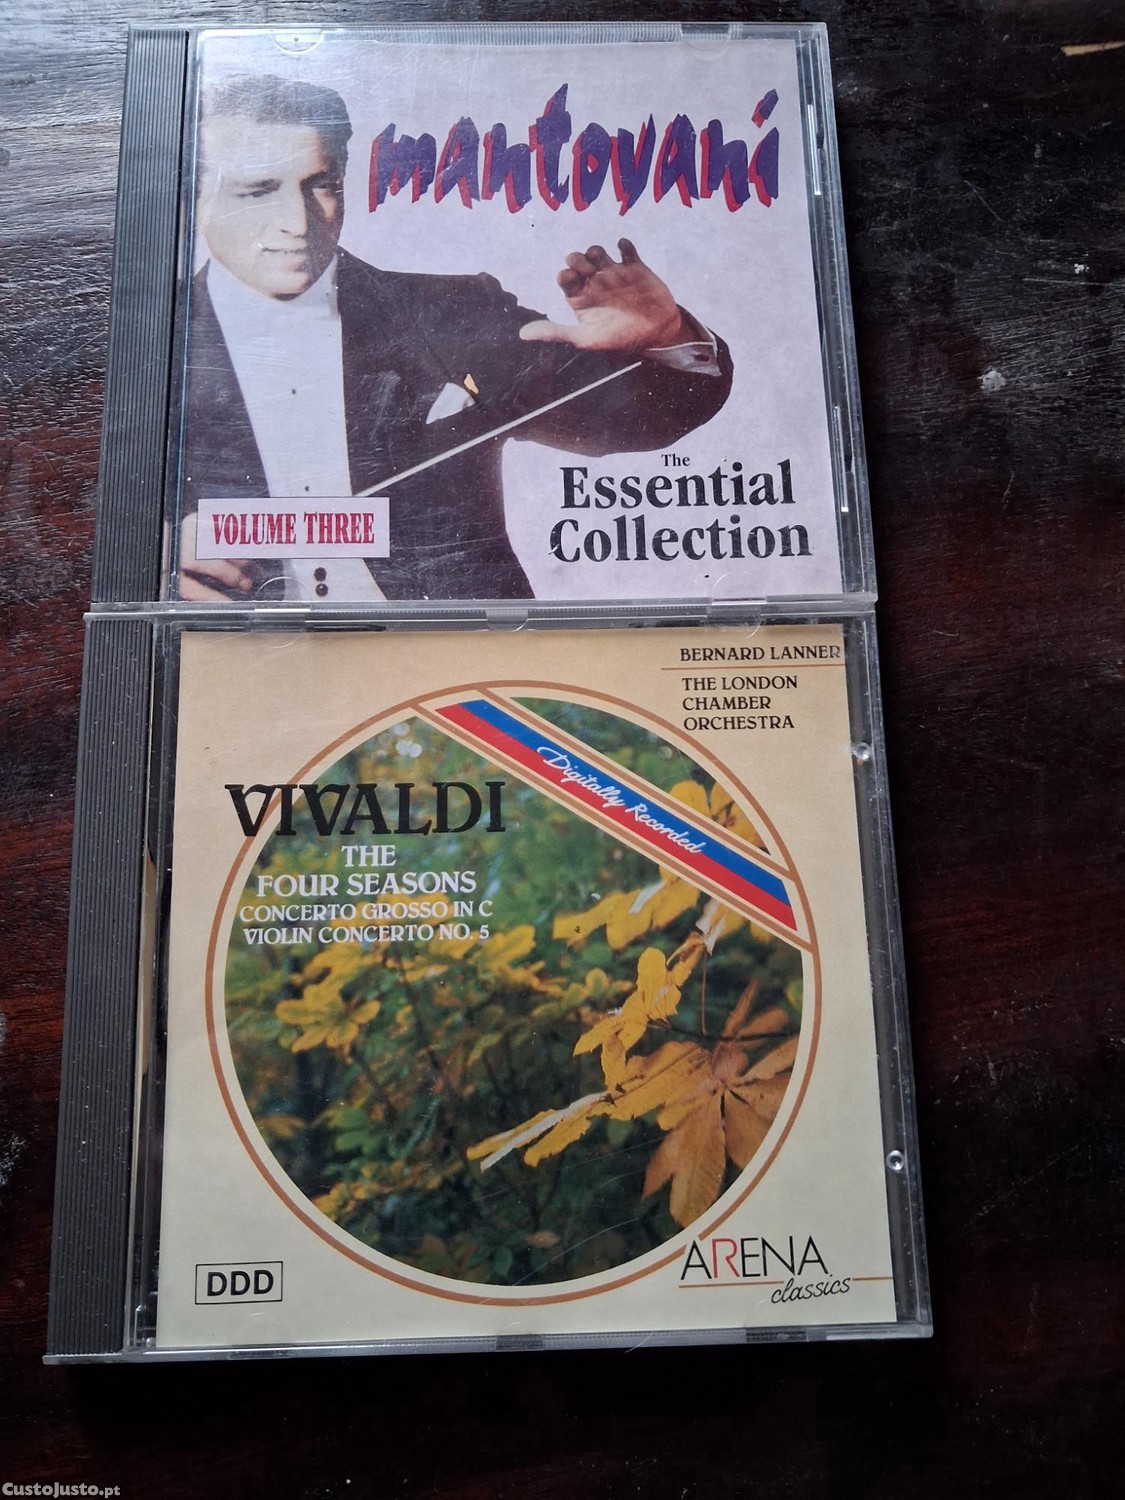 mantovani
The
Essential
Collection
VOLUME THREE
BERNARD LANNER
THE LONDON
CHAMBER
ORCHESTRA
Digitally Recorded
VIVALDI
THE
FOUR SEASONS
CONCERTO GROSSO IN C
VIOLIN CONCERTO NO. 5
DDD
ARENA
classics
CustoJusto.pt